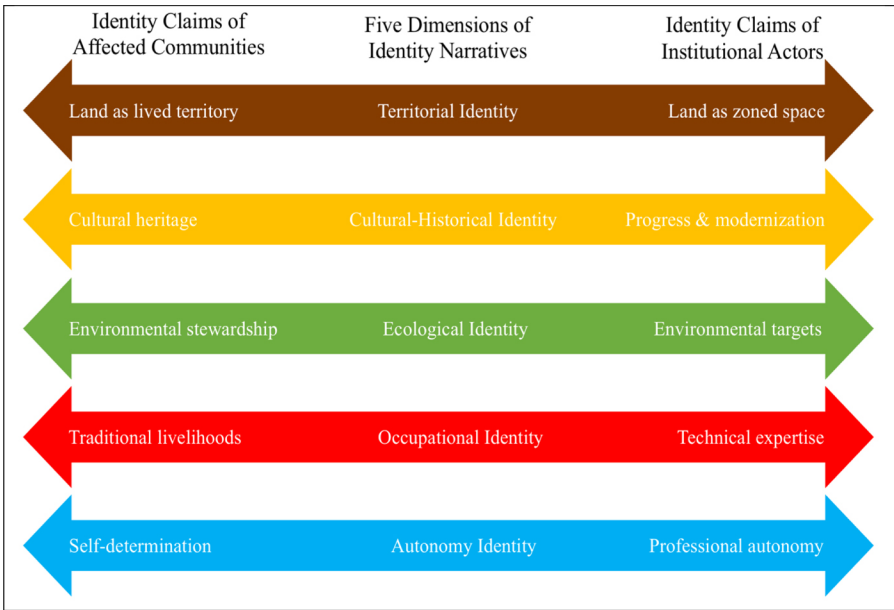 Identity Claims of
Affected Communities
Five Dimensions of
Identity Narratives
Identity Claims of
Institutional Actors
Land as lived territory
Territorial Identity
Land as zoned space
Cultural heritage
Cultural-Historical Identity
Progress & modernization
Environmental stewardship
Ecological Identity
Environmental targets
Traditional livelihoods
Occupational Identity
Technical expertise
Self-determination
Autonomy Identity
Professional autonomy